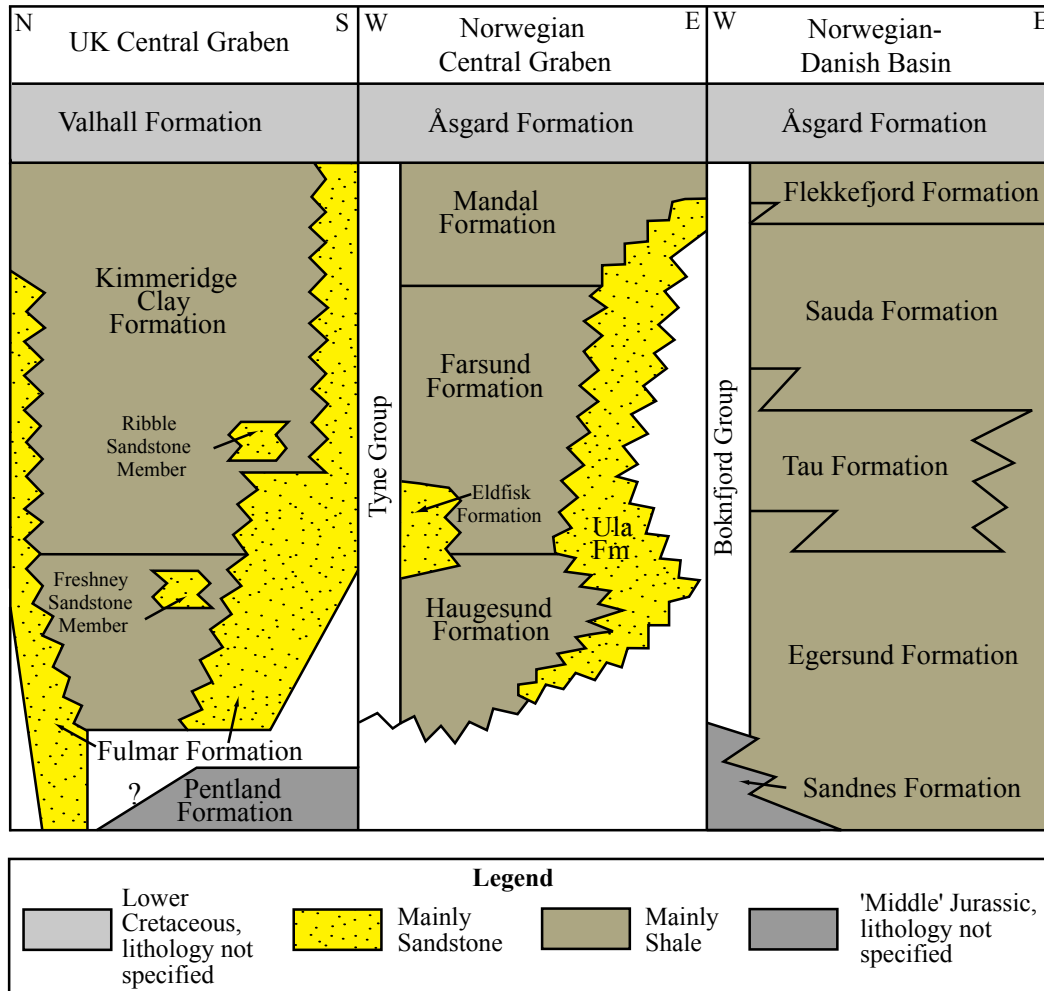 N
UK Central Graben
S
W
Norwegian
Central Graben
E
W
Norwegian-
Danish Basin
E
Valhall Formation
Åsgard Formation
Åsgard Formation
Kimmeridge
Clay
Formation
Ribble
Sandstone
Member
Freshney
Sandstone
Member
Fulmar Formation
?
Pentland
Formation
Tyne Group
Mandal
Formation
Farsund
Formation
Eldfisk
Formation
Ula
Fm
Haugesund
Formation
Boknfjord Group
Flekkefjord Formation
Sauda Formation
Tau Formation
Egersund Formation
Sandnes Formation
Legend
Lower
Cretaceous,
lithology not
specified
Mainly
Sandstone
Mainly
Shale
'Middle' Jurassic,
lithology not
specified